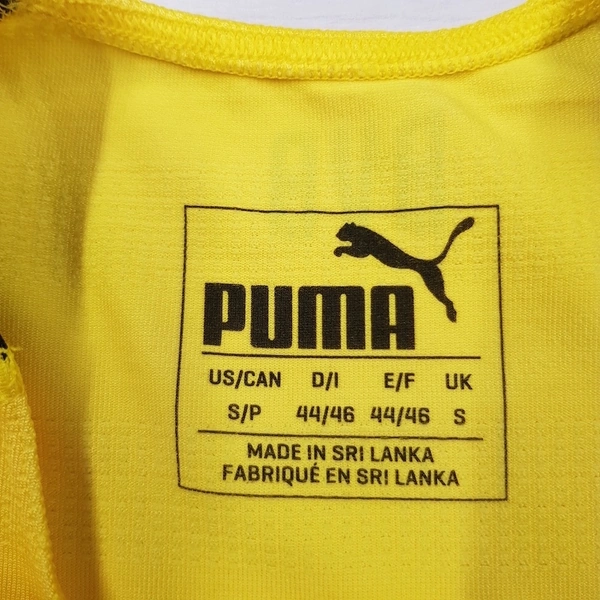 PUMA
US/CAN D/I E/F UK
S/P 44/46 44/46 S
MADE IN SRI LANKA
FABRIQUÉ EN SRI LANKA